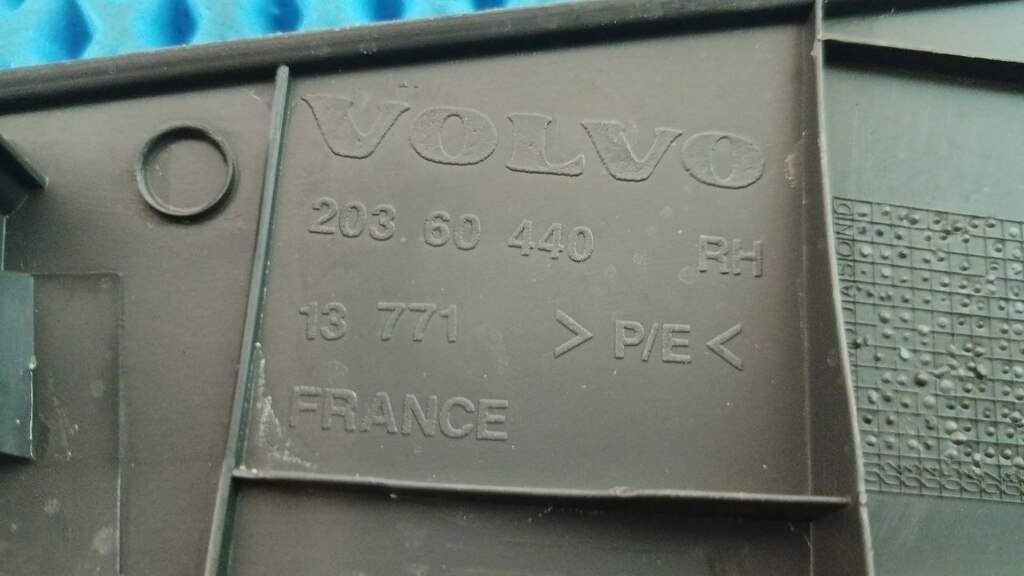 VOLVO
203 60 440 RH
13 771 > P/E <
FRANCE